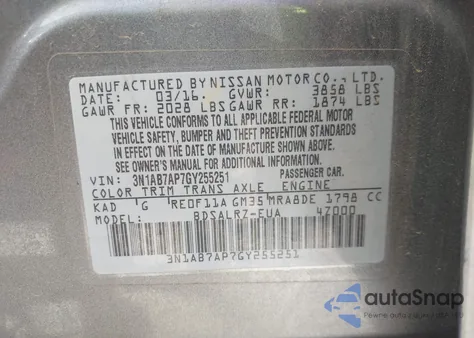 MANUFACTURED BY NISSAN MOTOR CO., LTD.
DATE: 03/16 GVWR: 3858 LBS
GAWR FR: 2028 LBS GAWR RR: 1874 LBS
THIS VEHICLE CONFORMS TO ALL APPLICABLE FEDERAL MOTOR
VEHICLE SAFETY, BUMPER AND THEFT PREVENTION STANDARDS
IN EFFECT ON THE DATE OF MANUFACTURE SHOWN ABOVE.
SEE OWNER'S MANUAL FOR ADDITIONAL INFORMATION
VIN: 3N1AB7AP7GY255251 PASSENGER CAR.
COLOR TRIM TRANS AXLE ENGINE
KAD G RE0F11A GM35 MRA8DE 1798 CC
MODEL: BDSALRZ-EUA 4Z000
3N1AB7AP7GY255251
autoSnap